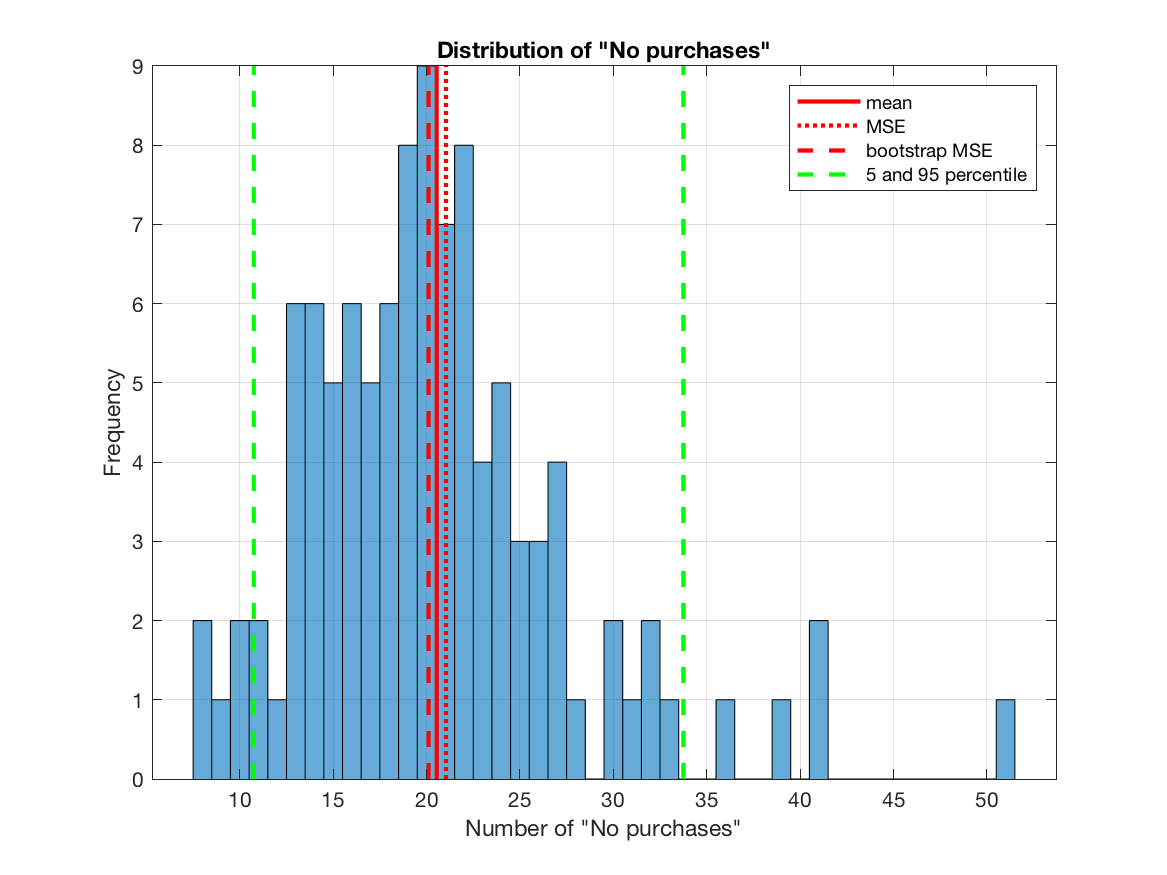 Distribution of "No purchases"
mean
MSE
bootstrap MSE
5 and 95 percentile
Frequency
9
8
7
6
5
4
3
2
1
0
10 15 20 25 30 35 40 45 50
Number of "No purchases"